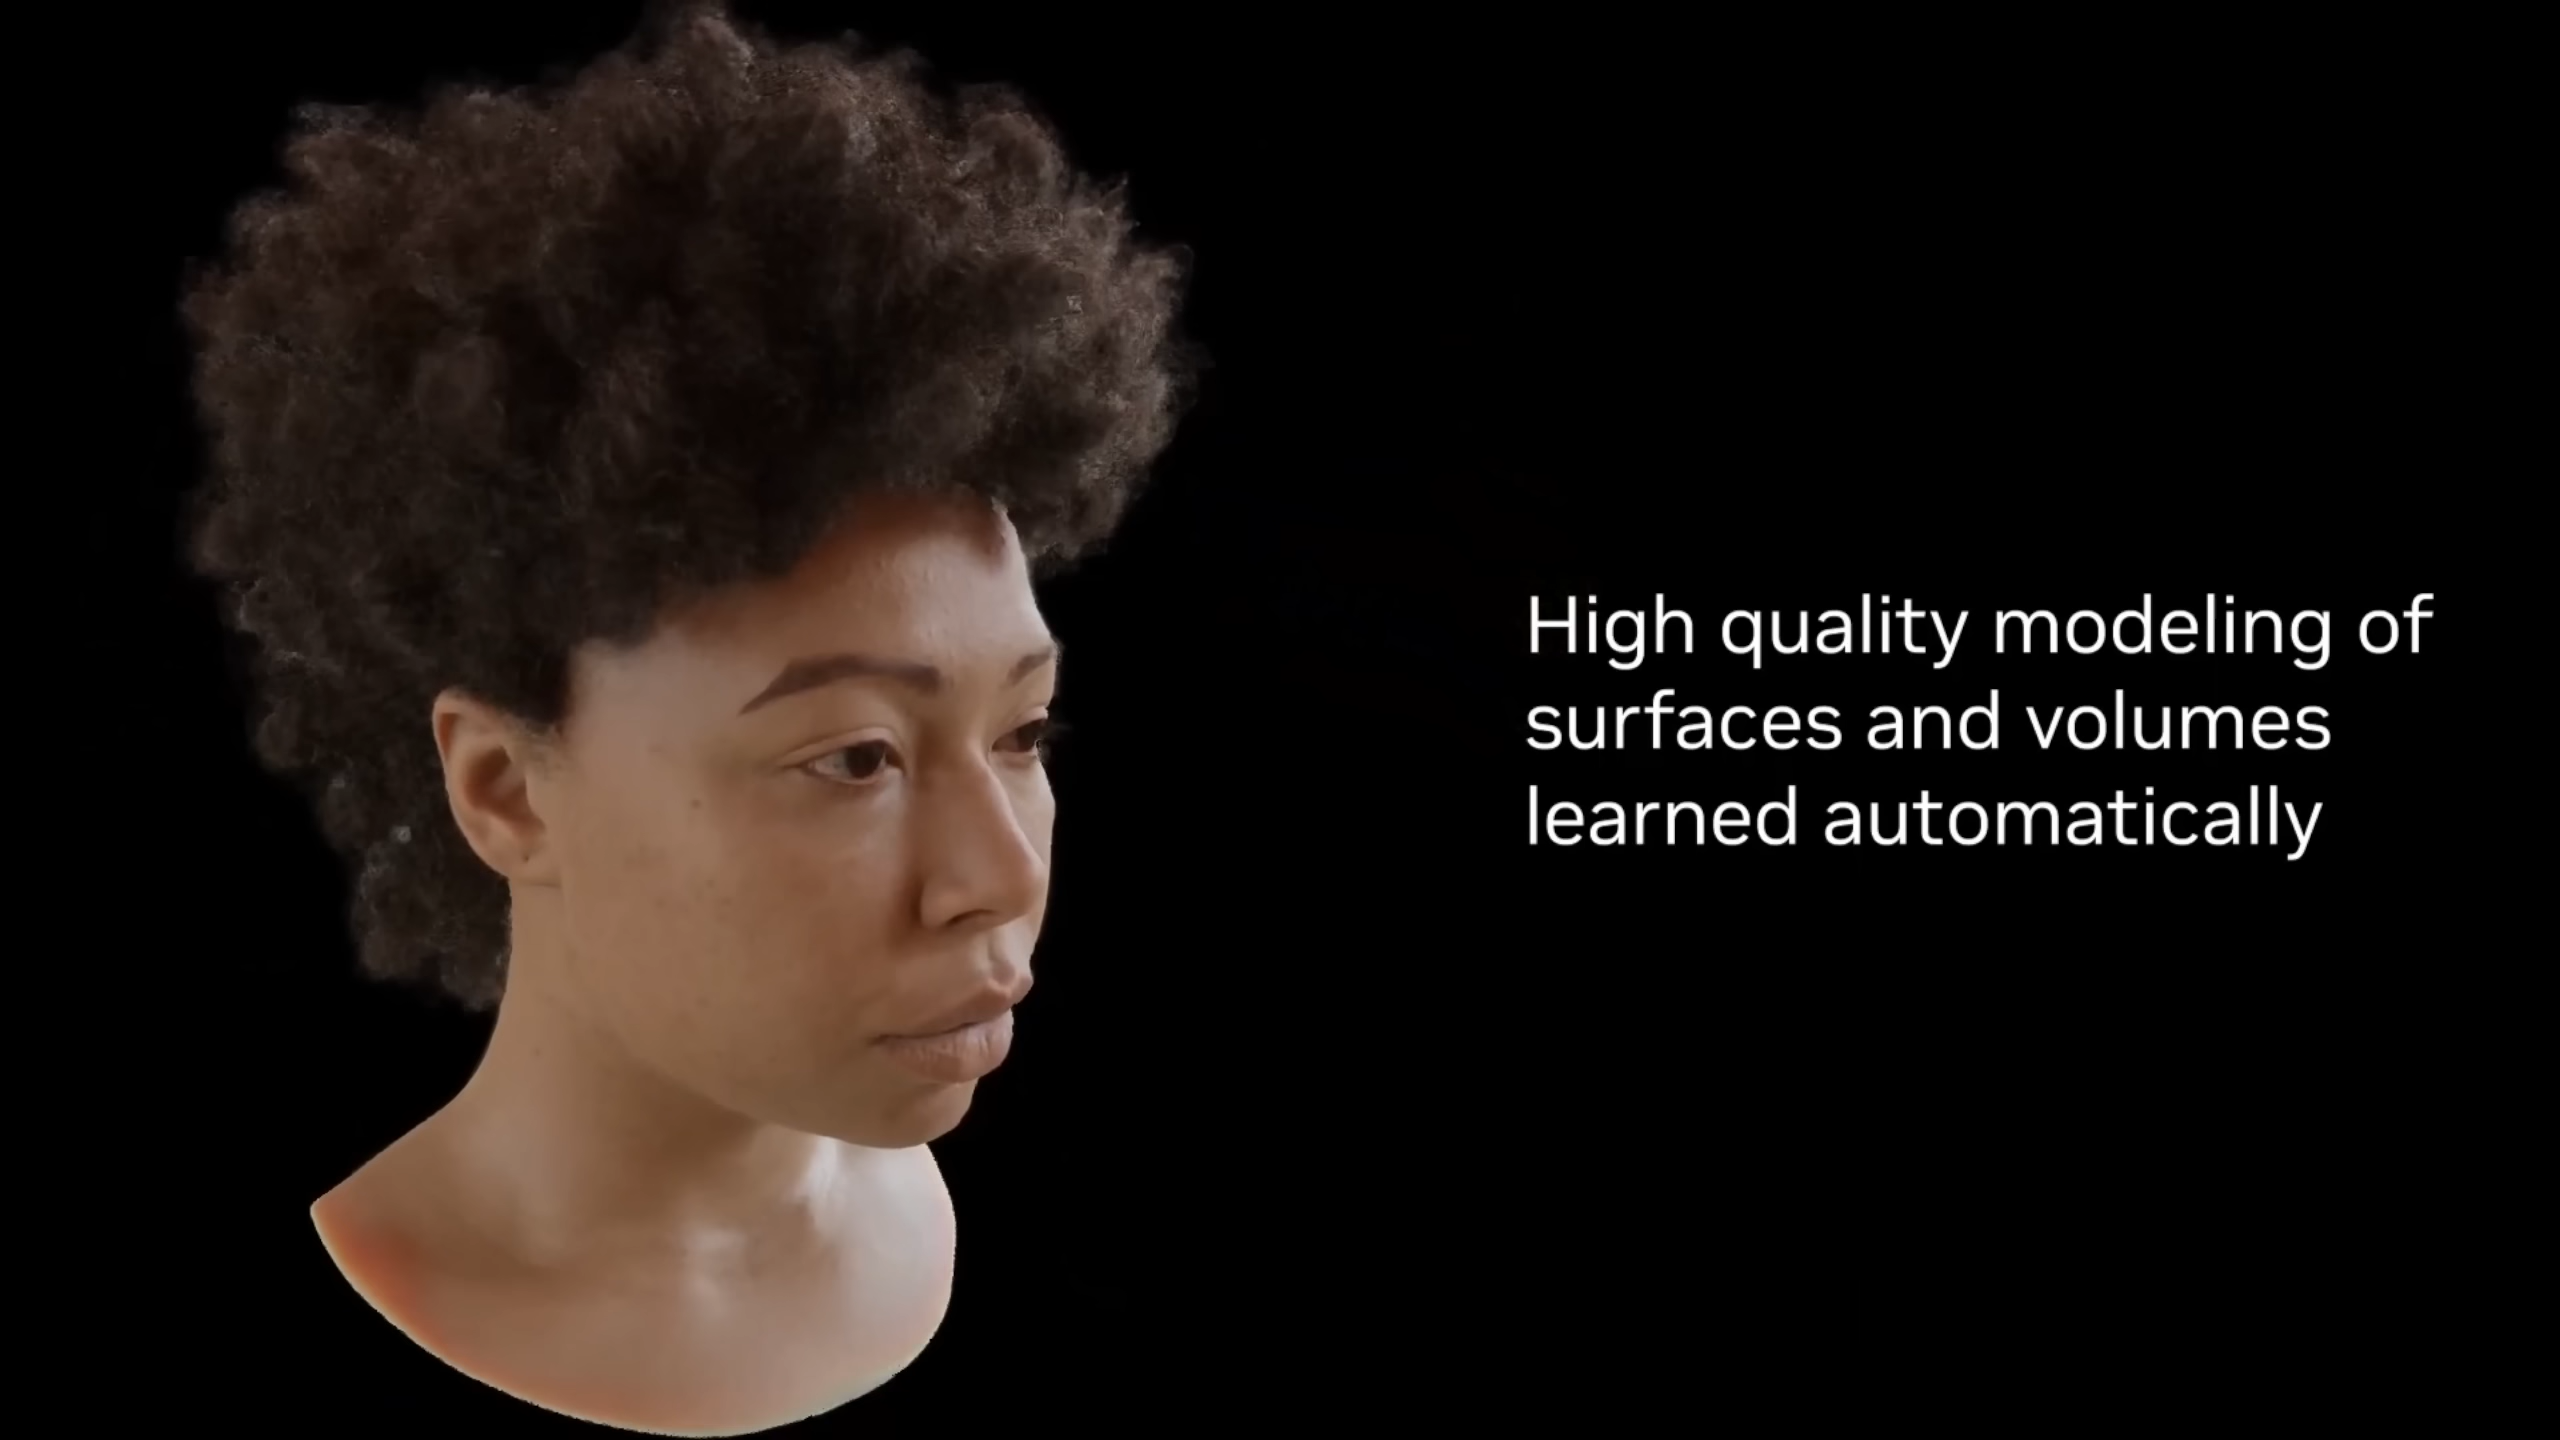 High quality modeling of
surfaces and volumes
learned automatically